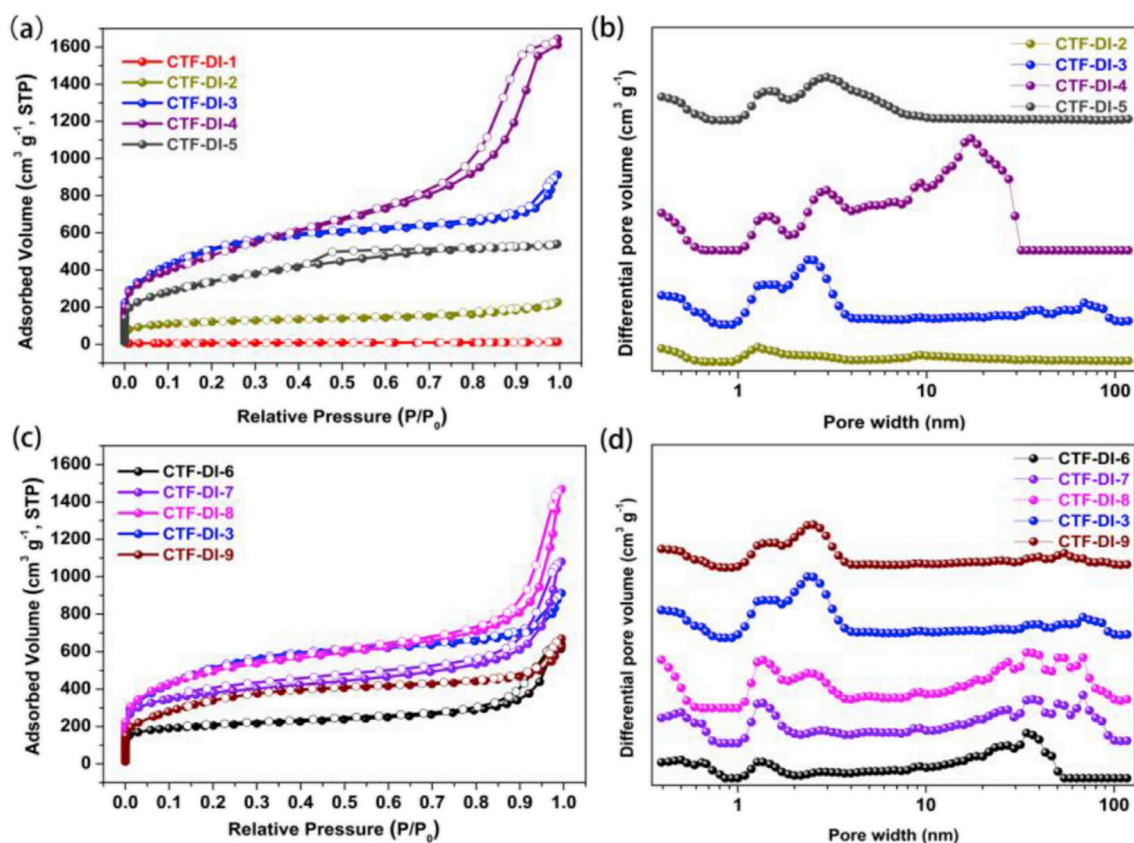 (a)
1600
1400
1200
1000
800
600
400
200
0
Adsorbed Volume (cm³ g⁻¹, STP)
CTF-DI-1
CTF-DI-2
CTF-DI-3
CTF-DI-4
CTF-DI-5
0.0 0.1 0.2 0.3 0.4 0.5 0.6 0.7 0.8 0.9 1.0
Relative Pressure (P/P₀)
(b)
Differential pore volume (cm³ g⁻¹)
CTF-DI-2
CTF-DI-3
CTF-DI-4
CTF-DI-5
1 10 100
Pore width (nm)
(c)
1600
1400
1200
1000
800
600
400
200
0
Adsorbed Volume (cm³ g⁻¹, STP)
CTF-DI-6
CTF-DI-7
CTF-DI-8
CTF-DI-3
CTF-DI-9
0.0 0.1 0.2 0.3 0.4 0.5 0.6 0.7 0.8 0.9 1.0
Relative Pressure (P/P₀)
(d)
Differential pore volume (cm³ g⁻¹)
CTF-DI-6
CTF-DI-7
CTF-DI-8
CTF-DI-3
CTF-DI-9
1 10 100
Pore width (nm)